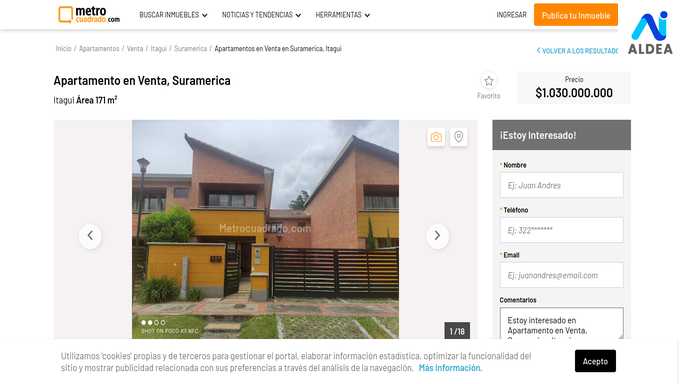 metro
cuadrado.com
BUSCAR INMUEBLES
NOTICIAS Y TENDENCIAS
HERRAMIENTAS
INGRESAR
Publica tu Inmueble
ALDEA
Inicio / Apartamentos / Venta / Itagui / Suramerica / Apartamentos en Venta en Suramerica, Itagui
VOLVER A LOS RESULTAD
Apartamento en Venta, Suramerica
Itagui Área 171 m²
Favorito
Precio
$1.030.000.000
Metrocuadrado.com
SHOT ON POCO X3 NFC
1 / 18
¡Estoy Interesado!
* Nombre
Ej: Juan Andres
* Teléfono
Ej: 322*******
* Email
Ej: juanandres@email.com
Comentarios
Estoy interesado en
Apartamento en Venta,
Utilizamos 'cookies' propias y de terceros para gestionar el portal, elaborar información estadística, optimizar la funcionalidad del
sitio y mostrar publicidad relacionada con sus preferencias a través del análisis de la navegación. Más información.
Acepto